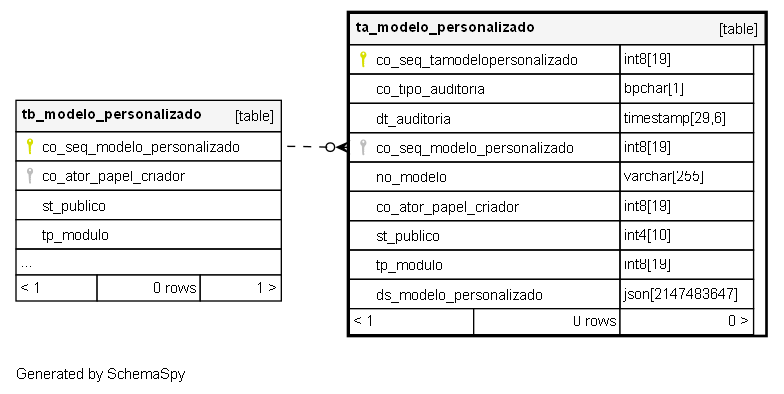 ta_modelo_personalizado [table]
co_seq_tamodelopersonalizado int8[19]
co_tipo_auditoria bpchar[1]
dt_auditoria timestamp[29,6]
co_seq_modelo_personalizado int8[19]
no_modelo varchar[255]
co_ator_papel_criador int8[19]
st_publico int4[10]
tp_modulo int8[19]
ds_modelo_personalizado json[2147483647]
< 1 0 rows 0 >
tb_modelo_personalizado [table]
co_seq_modelo_personalizado
co_ator_papel_criador
st_publico
tp_modulo
...
< 1 0 rows 1 >
Generated by SchemaSpy